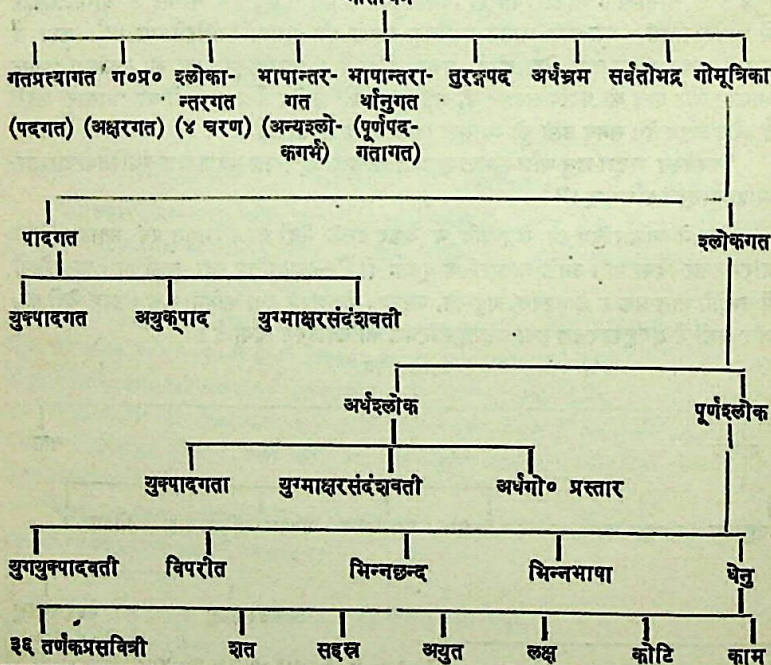 गतप्रत्यागत ग०प्र० श्लोका- भाषान्तर- भाषान्तरा- तुरङ्गपद अर्धभ्रम सर्वतोभद्र गोमूत्रिका
न्तरगत गत र्थानुगत
(पदगत) (अक्षरगत) (४ चरण) (अन्यश्लो- (पूर्णपद-
कगर्भ) गतागत)
पादगत श्लोकगत
युक्पादगत अयुक्पाद युग्माक्षरसंदंशवती
अर्धश्लोक पूर्णश्लोक
युक्पादगता युग्माक्षरसंदंशवती अर्धगो० प्रस्तार
युगयुक्पादवती विपरीत भिन्नछन्द भिन्नभाषा धेनु
३६ तर्णकप्रसवित्री शत सहस्र अयुत लक्ष कोटि काम